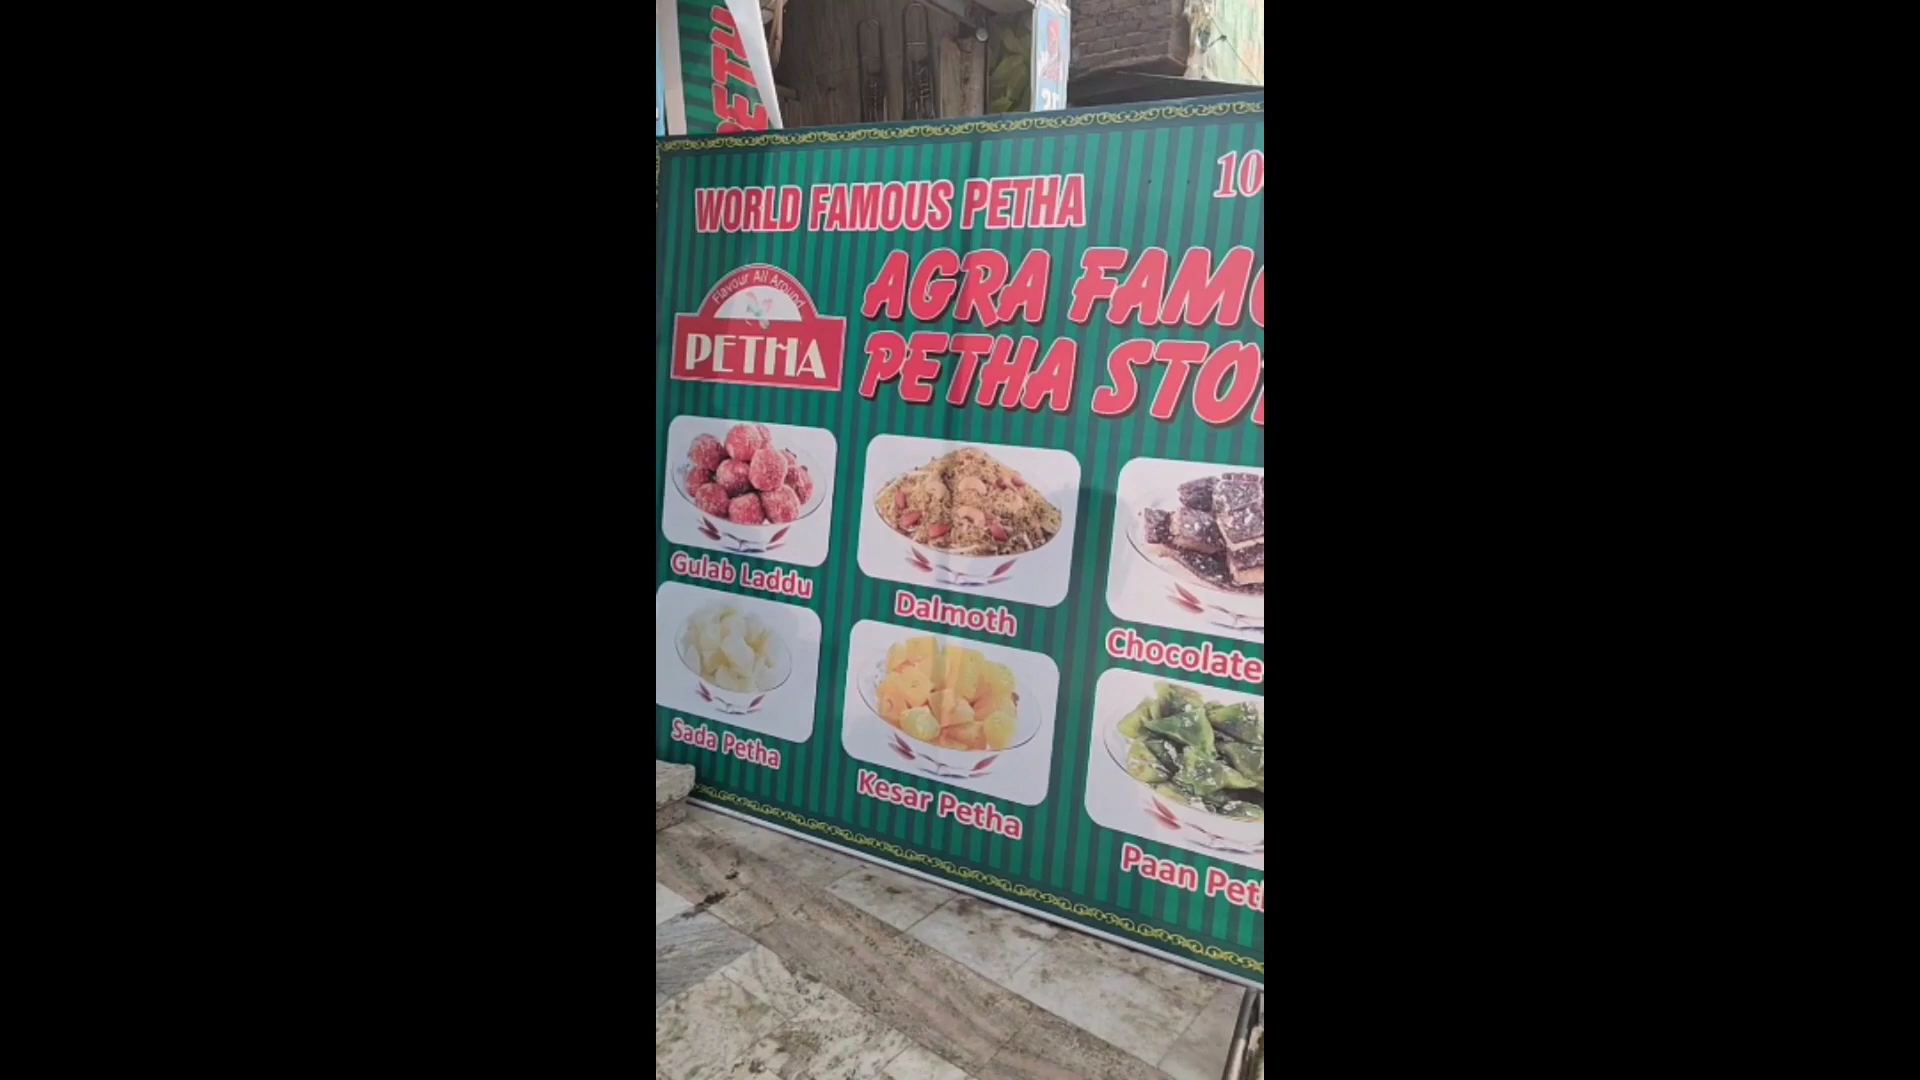 WORLD FAMOUS PETHA
10
Flavour All Around
PETHA
AGRA FAM
PETHA STO
Gulab Laddu
Dalmoth
Chocolate
Sada Petha
Kesar Petha
Paan Pet